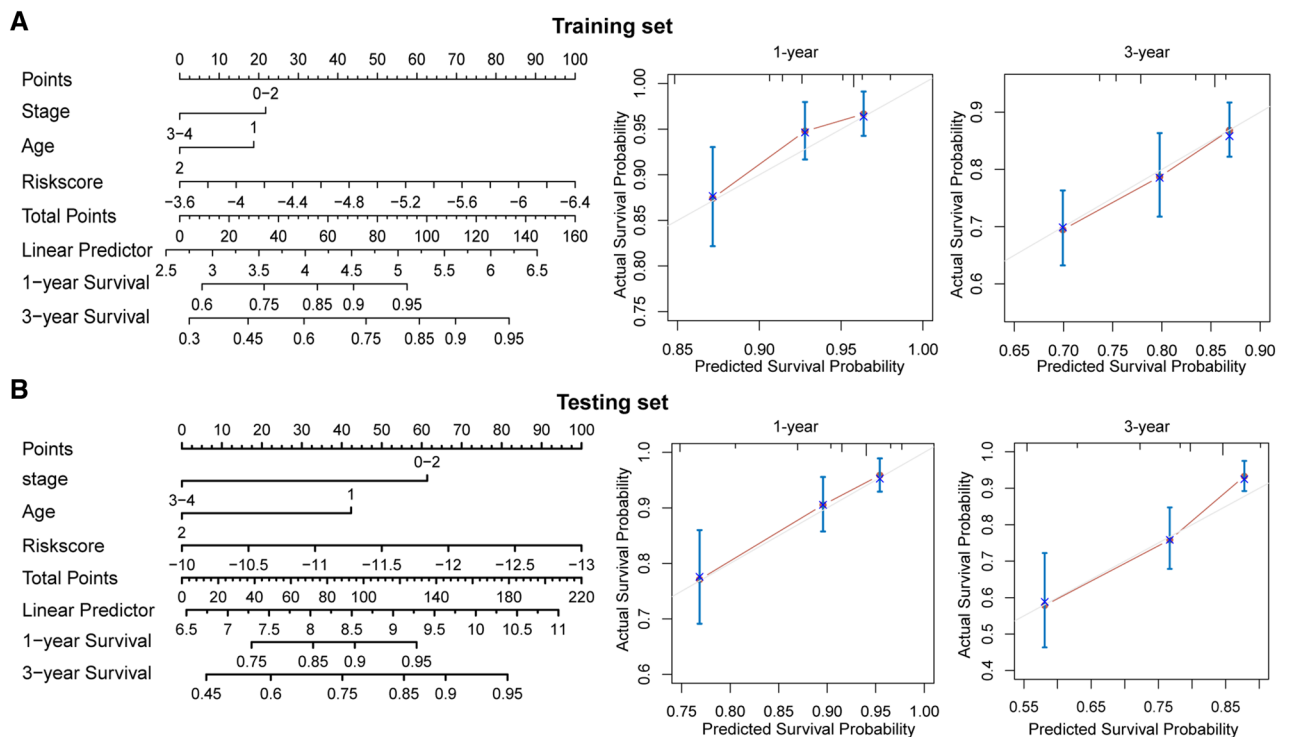 A
Training set
Points
0 10 20 30 40 50 60 70 80 90 100
Stage
3−4
0−2
Age
2
1
Riskscore
−3.6 −4 −4.4 −4.8 −5.2 −5.6 −6 −6.4
Total Points
0 20 40 60 80 100 120 140 160
Linear Predictor
2.5 3 3.5 4 4.5 5 5.5 6 6.5
1−year Survival
0.6 0.75 0.85 0.9 0.95
3−year Survival
0.3 0.45 0.6 0.75 0.85 0.9 0.95
1-year
Actual Survival Probability
0.75 0.80 0.85 0.90 0.95 1.00
0.85 0.90 0.95 1.00
Predicted Survival Probability
3-year
Actual Survival Probability
0.6 0.7 0.8 0.9
0.65 0.70 0.75 0.80 0.85 0.90
Predicted Survival Probability
B
Testing set
Points
0 10 20 30 40 50 60 70 80 90 100
stage
3−4
0−2
Age
2
1
Riskscore
−10 −10.5 −11 −11.5 −12 −12.5 −13
Total Points
0 20 40 60 80 100 140 180 220
Linear Predictor
6.5 7 7.5 8 8.5 9 9.5 10 10.5 11
1−year Survival
0.75 0.85 0.9 0.95
3−year Survival
0.45 0.6 0.75 0.85 0.9 0.95
1-year
Actual Survival Probability
0.6 0.7 0.8 0.9 1.0
0.75 0.80 0.85 0.90 0.95 1.00
Predicted Survival Probability
3-year
Actual Survival Probability
0.4 0.5 0.6 0.7 0.8 0.9 1.0
0.55 0.65 0.75 0.85
Predicted Survival Probability